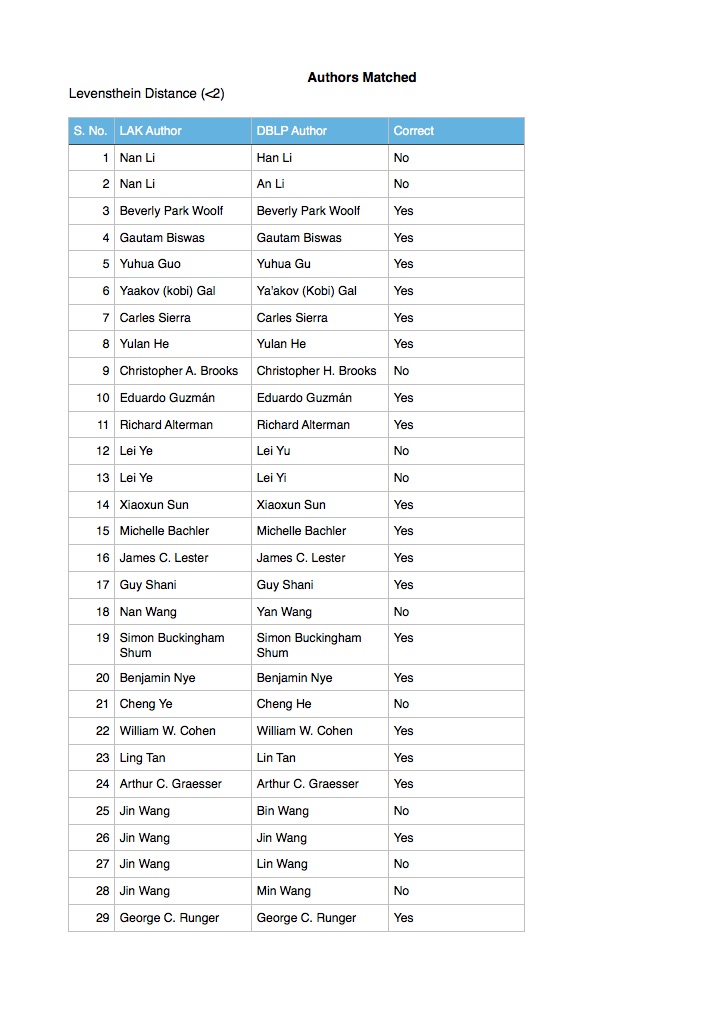 Authors Matched
Levensthein Distance (<2)
S. No. LAK Author DBLP Author Correct
1 Nan Li Han Li No
2 Nan Li An Li No
3 Beverly Park Woolf Beverly Park Woolf Yes
4 Gautam Biswas Gautam Biswas Yes
5 Yuhua Guo Yuhua Gu Yes
6 Yaakov (kobi) Gal Ya'akov (Kobi) Gal Yes
7 Carles Sierra Carles Sierra Yes
8 Yulan He Yulan He Yes
9 Christopher A. Brooks Christopher H. Brooks No
10 Eduardo Guzmán Eduardo Guzmán Yes
11 Richard Alterman Richard Alterman Yes
12 Lei Ye Lei Yu No
13 Lei Ye Lei Yi No
14 Xiaoxun Sun Xiaoxun Sun Yes
15 Michelle Bachler Michelle Bachler Yes
16 James C. Lester James C. Lester Yes
17 Guy Shani Guy Shani Yes
18 Nan Wang Yan Wang No
19 Simon Buckingham Simon Buckingham Yes
Shum Shum
20 Benjamin Nye Benjamin Nye Yes
21 Cheng Ye Cheng He No
22 William W. Cohen William W. Cohen Yes
23 Ling Tan Lin Tan Yes
24 Arthur C. Graesser Arthur C. Graesser Yes
25 Jin Wang Bin Wang No
26 Jin Wang Jin Wang Yes
27 Jin Wang Lin Wang No
28 Jin Wang Min Wang No
29 George C. Runger George C. Runger Yes